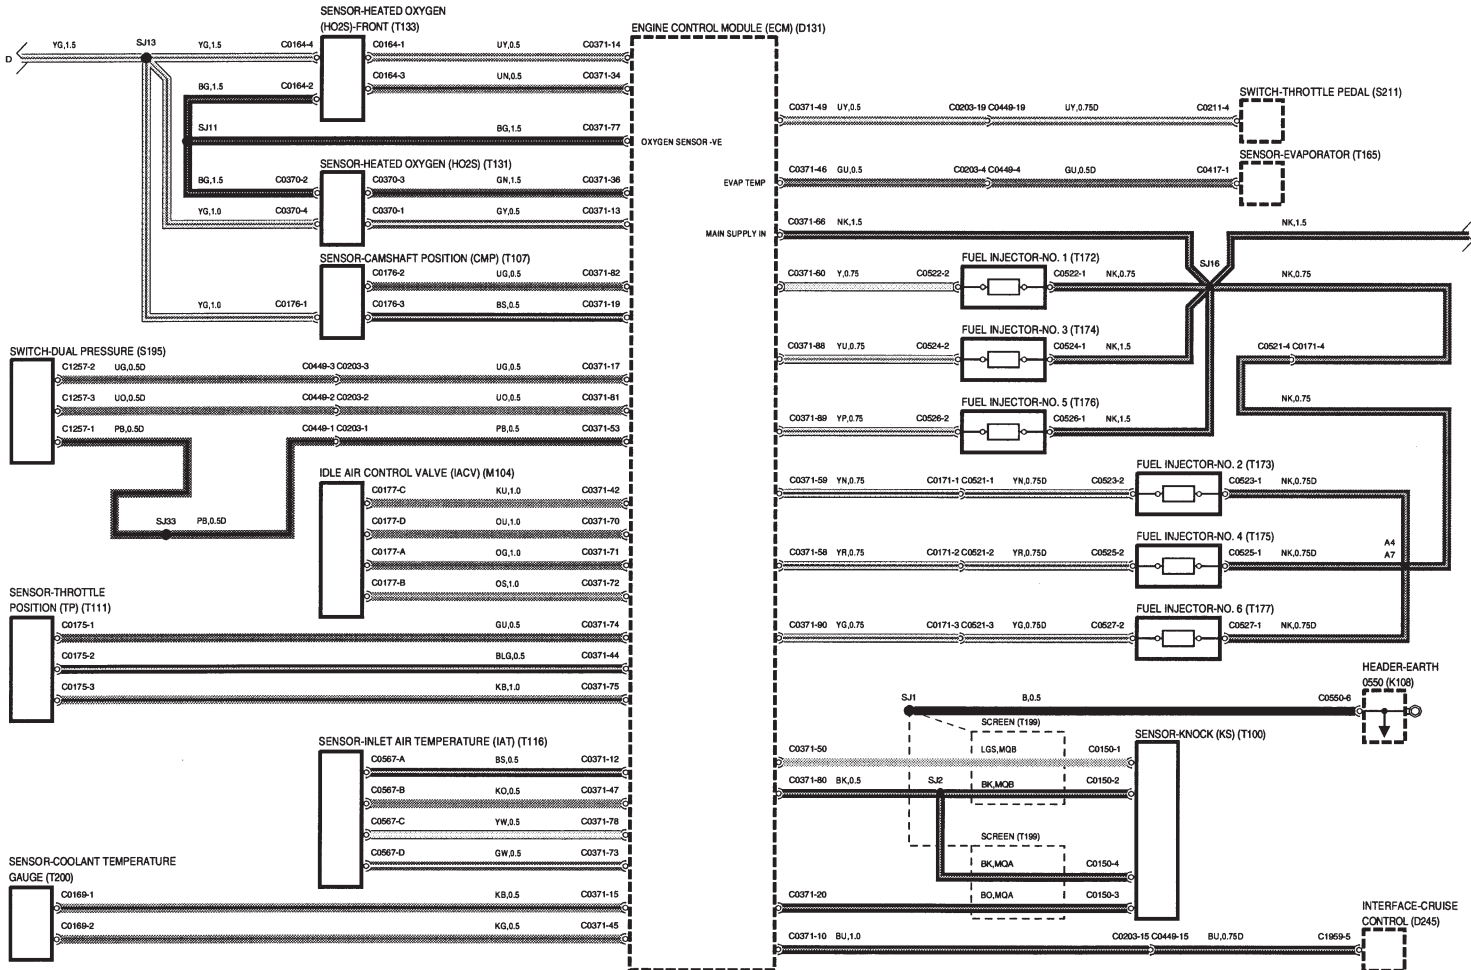 SENSOR-HEATED OXYGEN
(HO2S)-FRONT (T133)
ENGINE CONTROL MODULE (ECM) (D131)
D
YG,1.5
SJ13
YG,1.5
C0164-4
C0164-1
UY,0.5
C0371-14
C0164-3
UN,0.5
C0371-34
BG,1.5
C0164-2
SJ11
BG,1.5
C0371-77
OXYGEN SENSOR -VE
SENSOR-HEATED OXYGEN (HO2S) (T131)
BG,1.5
C0370-2
C0370-3
GN,1.5
C0371-36
YG,1.0
C0370-4
C0370-1
GY,0.5
C0371-13
SENSOR-CAMSHAFT POSITION (CMP) (T107)
C0176-2
UG,0.5
C0371-82
YG,1.0
C0176-1
C0176-3
BS,0.5
C0371-19
SWITCH-DUAL PRESSURE (S195)
C1257-2
UG,0.5D
C0449-3 C0203-3
UG,0.5
C0371-17
C1257-3
UO,0.5D
C0449-2 C0203-2
UO,0.5
C0371-81
C1257-1
PB,0.5D
C0449-1 C0203-1
PB,0.5
C0371-53
IDLE AIR CONTROL VALVE (IACV) (M104)
C0177-C
KU,1.0
C0371-42
SJ33
PB,0.5D
C0177-D
OU,1.0
C0371-70
C0177-A
OG,1.0
C0371-71
C0177-B
OS,1.0
C0371-72
SENSOR-THROTTLE
POSITION (TP) (T111)
C0175-1
GU,0.5
C0371-74
C0175-2
BLG,0.5
C0371-44
C0175-3
KB,1.0
C0371-75
SENSOR-INLET AIR TEMPERATURE (IAT) (T116)
C0567-A
BS,0.5
C0371-12
C0567-B
KO,0.5
C0371-47
C0567-C
YW,0.5
C0371-78
C0567-D
GW,0.5
C0371-73
SENSOR-COOLANT TEMPERATURE
GAUGE (T200)
C0169-1
KB,0.5
C0371-15
C0169-2
KG,0.5
C0371-45
SWITCH-THROTTLE PEDAL (S211)
C0371-49 UY,0.5
C0203-19 C0449-19
UY,0.75D
C0211-4
SENSOR-EVAPORATOR (T165)
EVAP TEMP
C0371-46 GU,0.5
C0203-4 C0449-4
GU,0.5D
C0417-1
MAIN SUPPLY IN
C0371-66 NK,1.5
NK,1.5
FUEL INJECTOR-NO. 1 (T172)
SJ16
C0371-60 Y,0.75
C0522-2
C0522-1
NK,0.75
NK,0.75
FUEL INJECTOR-NO. 3 (T174)
C0371-88 YU,0.75
C0524-2
C0524-1
NK,1.5
C0521-4 C0171-4
FUEL INJECTOR-NO. 5 (T176)
NK,0.75
C0371-89 YP,0.75
C0526-2
C0526-1
NK,1.5
FUEL INJECTOR-NO. 2 (T173)
C0371-59 YN,0.75
C0171-1 C0521-1
YN,0.75D
C0523-2
C0523-1
NK,0.75D
FUEL INJECTOR-NO. 4 (T175)
A4
A7
C0371-58 YR,0.75
C0171-2 C0521-2
YR,0.75D
C0525-2
C0525-1
NK,0.75D
FUEL INJECTOR-NO. 6 (T177)
C0371-90 YG,0.75
C0171-3 C0521-3
YG,0.75D
C0527-2
C0527-1
NK,0.75D
HEADER-EARTH
0550 (K108)
SJ1
B,0.5
C0550-6
SCREEN (T199)
SENSOR-KNOCK (KS) (T100)
C0371-50
LGS,MQB
C0150-1
C0371-80 BK,0.5
SJ2
BK,MQB
C0150-2
SCREEN (T199)
BK,MQA
C0150-4
C0371-20
BO,MQA
C0150-3
INTERFACE-CRUISE
CONTROL (D245)
C0371-10 BU,1.0
C0203-15 C0449-15
BU,0.75D
C1959-5